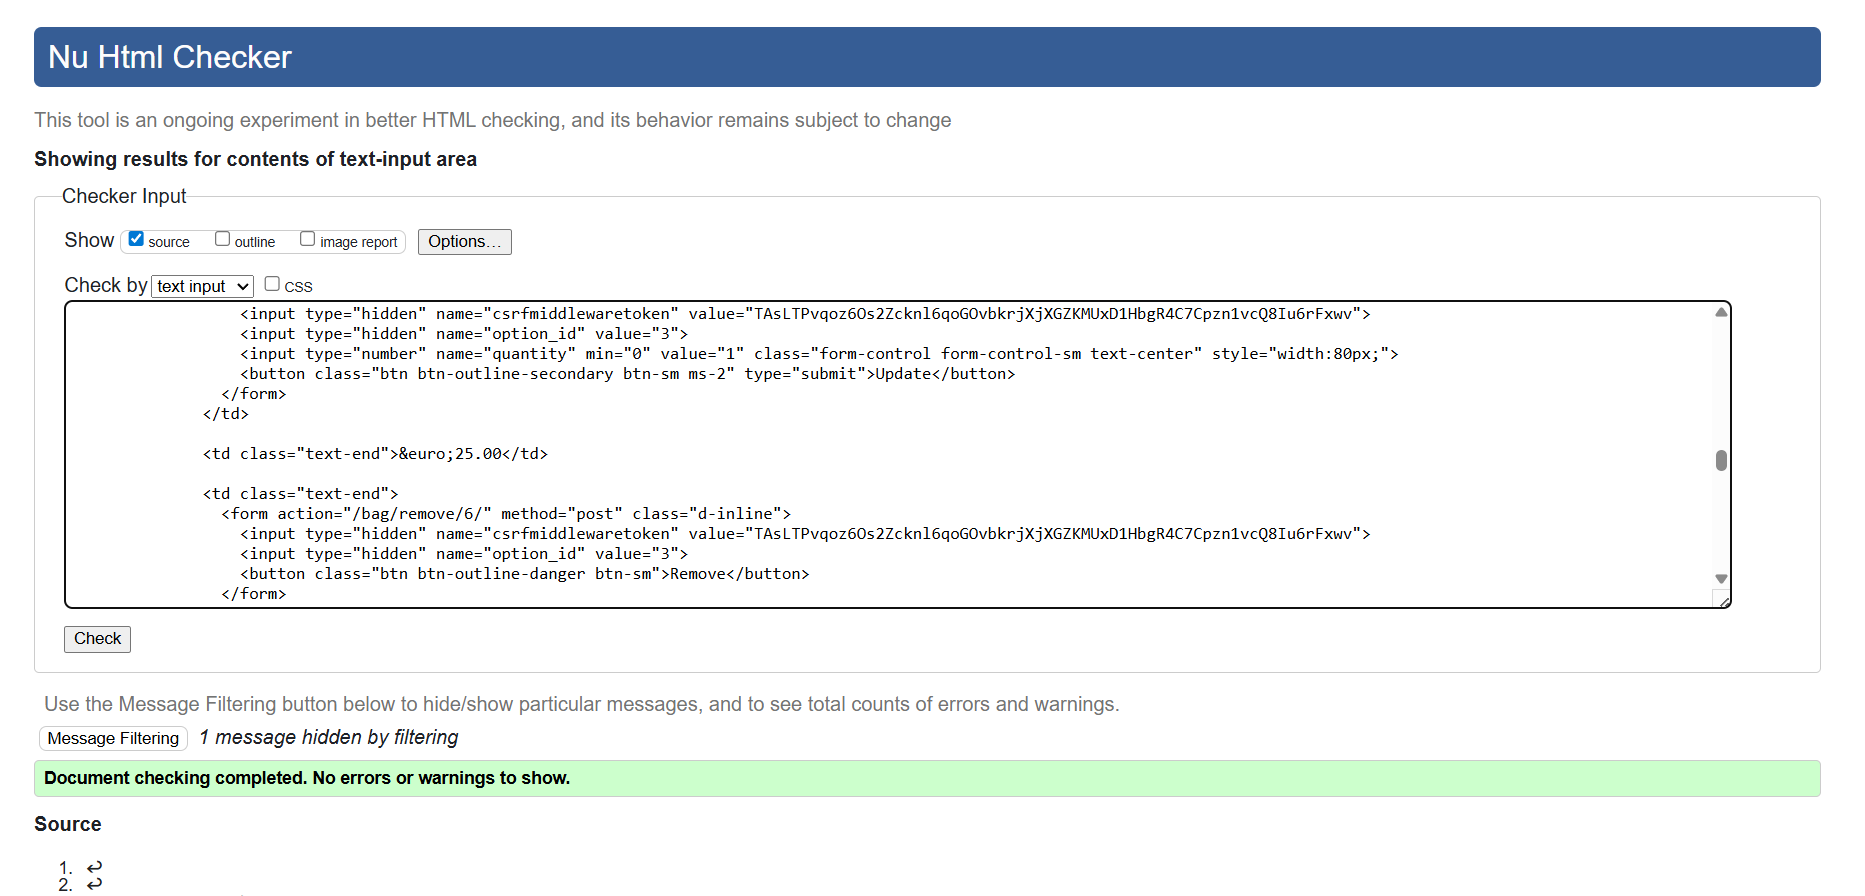 Nu Html Checker
This tool is an ongoing experiment in better HTML checking, and its behavior remains subject to change
Showing results for contents of text-input area
Checker Input
Show source outline image report Options...
Check by text input CSS
<input type="hidden" name="csrfmiddlewaretoken" value="TAsLTPvqoz6Os2Zcknl6qoGOvbkrjXjXGZKMUxD1HbgR4C7Cpzn1vcQ8Iu6rFxwv">
<input type="hidden" name="option_id" value="3">
<input type="number" name="quantity" min="0" value="1" class="form-control form-control-sm text-center" style="width:80px;">
<button class="btn btn-outline-secondary btn-sm ms-2" type="submit">Update</button>
</form>
</td>
<td class="text-end">&euro;25.00</td>
<td class="text-end">
<form action="/bag/remove/6/" method="post" class="d-inline">
<input type="hidden" name="csrfmiddlewaretoken" value="TAsLTPvqoz6Os2Zcknl6qoGOvbkrjXjXGZKMUxD1HbgR4C7Cpzn1vcQ8Iu6rFxwv">
<input type="hidden" name="option_id" value="3">
<button class="btn btn-outline-danger btn-sm">Remove</button>
</form>
Check
Use the Message Filtering button below to hide/show particular messages, and to see total counts of errors and warnings.
Message Filtering 1 message hidden by filtering
Document checking completed. No errors or warnings to show.
Source
1. ↩
2. ↩